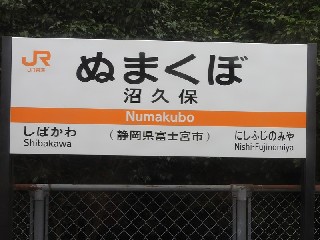 JR
JR東海
ぬまくぼ
沼久保
Numakubo
しばかわ
Shibakawa
(静岡県富士宮市)
にしふじのみや
Nishi-Fujinomiya